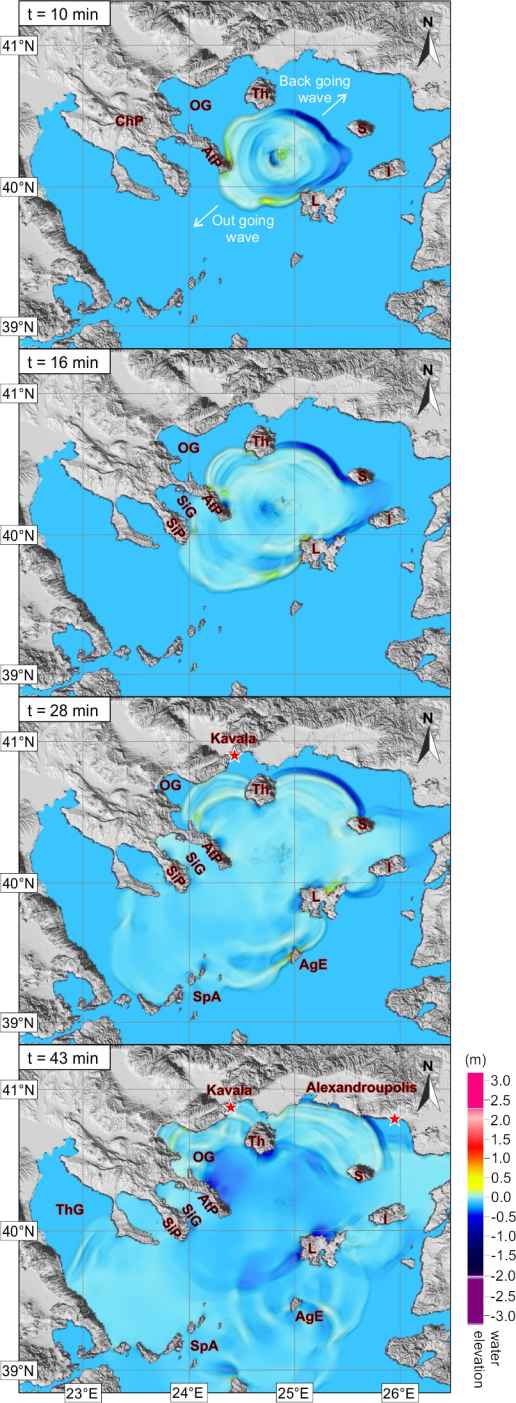 t = 10 min
N
41°N
Back going
wave
Th
OG
ChP
S
AtP
I
40°N
L
Out going
wave
39°N
t = 16 min
N
41°N
OG
Th
S
SiG
AtP
I
SiP
40°N
L
39°N
t = 28 min
N
Kavala
41°N
OG
Th
S
AtP
SiG
I
SiP
40°N
L
AgE
SpA
39°N
t = 43 min
(m)
N
Kavala
Alexandroupolis
41°N
Th
OG
S
AtP
ThG
SiG
I
SiP
40°N
L
AgE
SpA
39°N
23°E
24°E
25°E
26°E
3.0
2.5
2.0
1.5
1.0
0.5
0.0
-0.5
-1.0
-1.5
-2.0
-2.5
-3.0
water
elevation